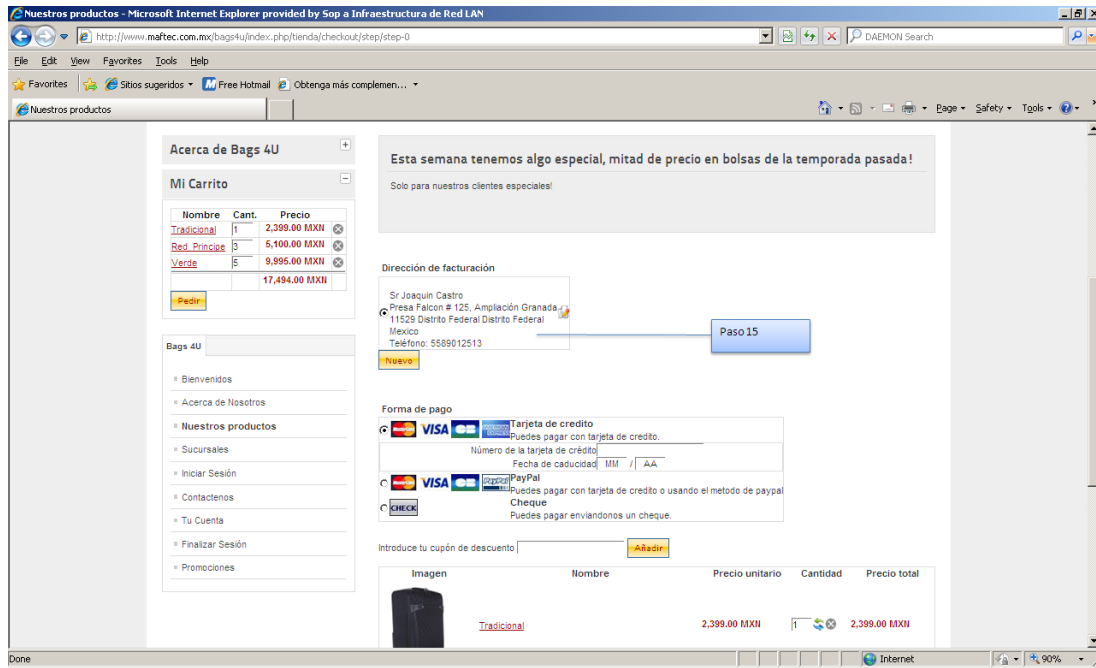 Nuestros productos - Microsoft Internet Explorer provided by Sop a Infraestructura de Red LAN
http://www.maftec.com.mx/bags4u/index.php/tienda/checkout/step/step-0
DAEMON Search
File Edit View Favorites Tools Help
Favorites Sitios sugeridos Free Hotmail Obtenga más complemen...
Nuestros productos
Page Safety Tools
Acerca de Bags 4U
Mi Carrito
Nombre Cant. Precio
Tradicional 1 2,399.00 MXN
Red Principe 3 5,100.00 MXN
Verde 5 9,995.00 MXN
17,494.00 MXN
Pedir
Bags 4U
Bienvenidos
Acerca de Nosotros
Nuestros productos
Sucursales
Iniciar Sesión
Contactenos
Tu Cuenta
Finalizar Sesión
Promociones
Esta semana tenemos algo especial, mitad de precio en bolsas de la temporada pasada!
Solo para nuestros clientes especiales!
Dirección de facturación
Sr Joaquin Castro
Presa Falcon # 125, Ampliación Granada
11529 Distrito Federal Distrito Federal
Mexico
Teléfono: 5589012513
Paso 15
Nuevo
Forma de pago
MasterCard VISA CB Tarjeta de credito
Puedes pagar con tarjeta de credito.
Número de la tarjeta de crédito
Fecha de caducidad MM / AA
MasterCard VISA CB PayPal PayPal
Puedes pagar con tarjeta de credito o usando el metodo de paypal
CHECK Cheque
Puedes pagar enviandonos un cheque.
Introduce tu cupón de descuento Añadir
Imagen Nombre Precio unitario Cantidad Precio total
Tradicional 2,399.00 MXN 1 2,399.00 MXN
Done Internet 90%